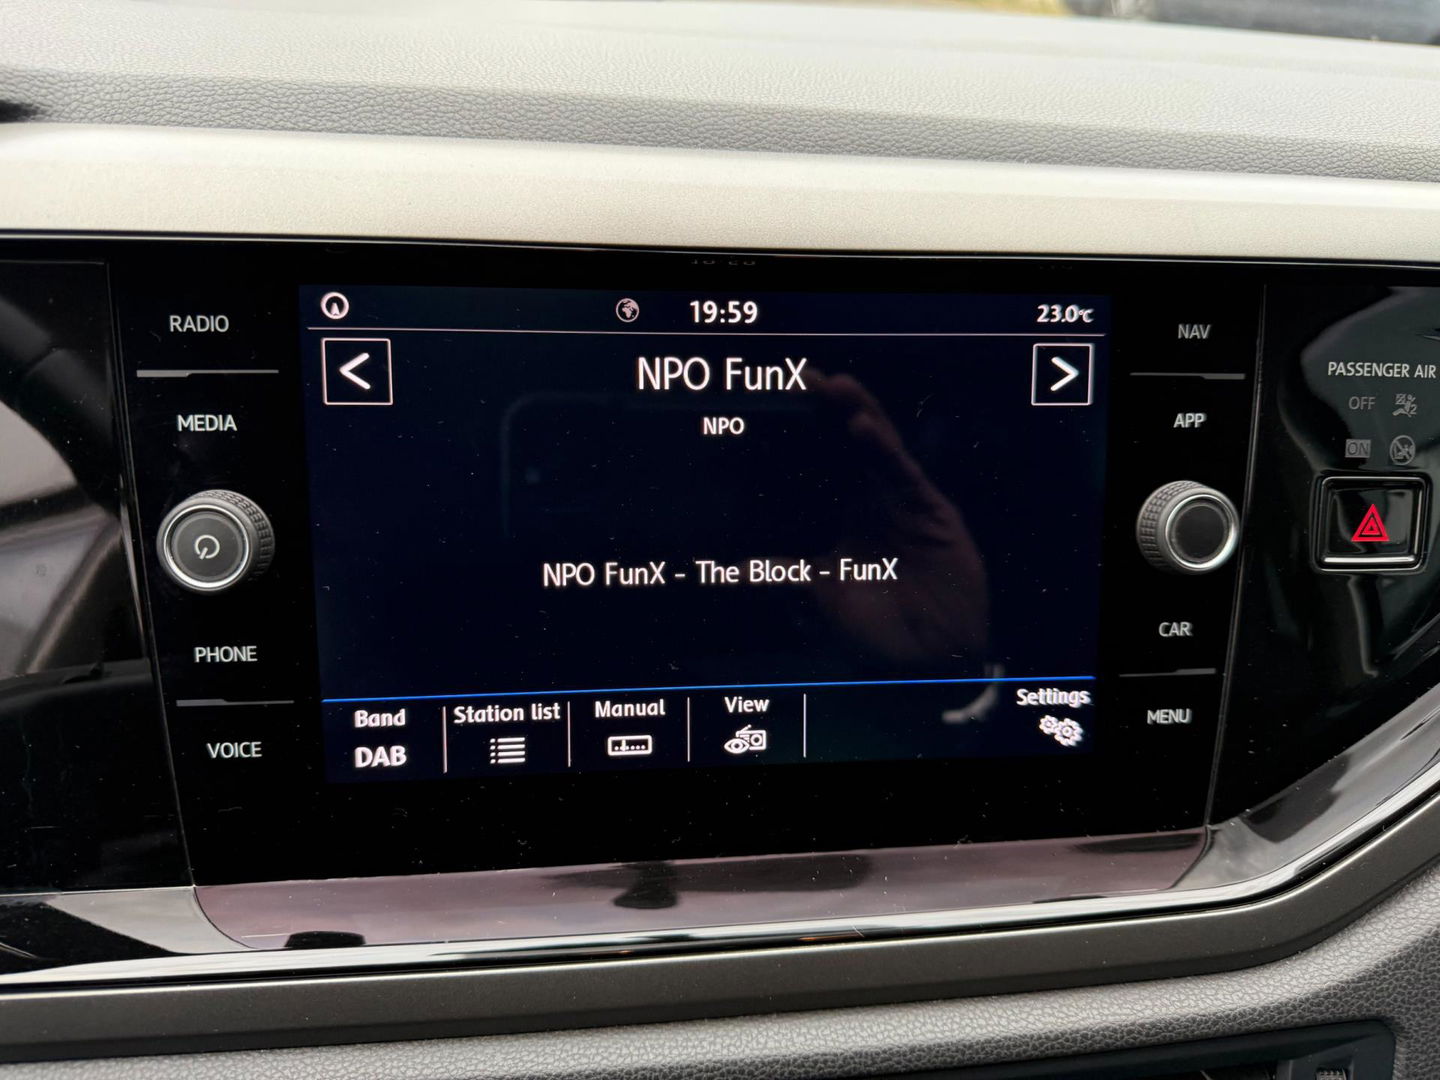 RADIO
MEDIA
PHONE
VOICE
19:59
23.0°C
<
NPO FunX
>
NPO
NPO FunX - The Block - FunX
Band
DAB
Station list
Manual
View
Settings
NAV
APP
CAR
MENU
PASSENGER AIR
OFF
ON